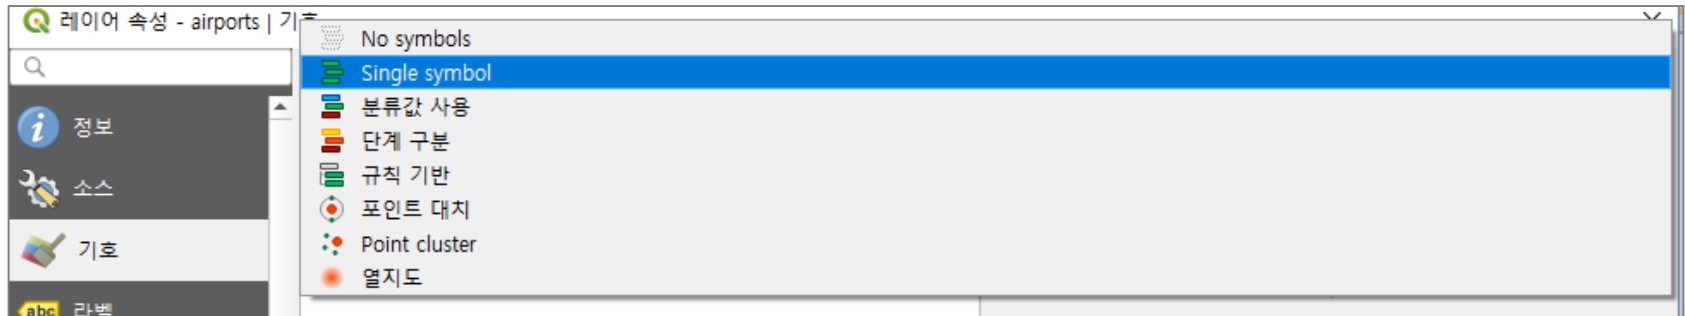 레이어 속성 - airports | 기호
No symbols
Single symbol
분류값 사용
단계 구분
규칙 기반
포인트 대치
Point cluster
열지도
정보
소스
기호
abc 라벨